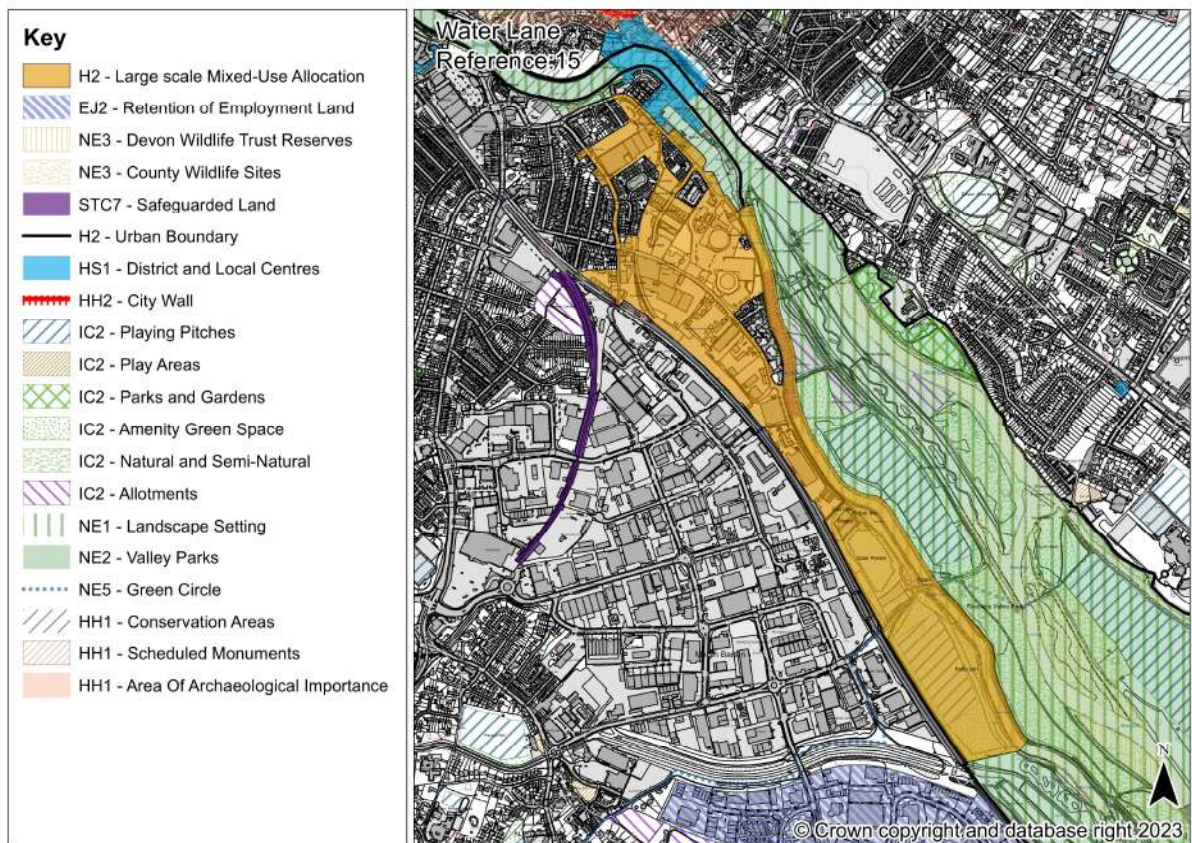 Key
H2 - Large scale Mixed-Use Allocation
EJ2 - Retention of Employment Land
NE3 - Devon Wildlife Trust Reserves
NE3 - County Wildlife Sites
STC7 - Safeguarded Land
H2 - Urban Boundary
HS1 - District and Local Centres
HH2 - City Wall
IC2 - Playing Pitches
IC2 - Play Areas
IC2 - Parks and Gardens
IC2 - Amenity Green Space
IC2 - Natural and Semi-Natural
IC2 - Allotments
NE1 - Landscape Setting
NE2 - Valley Parks
NE5 - Green Circle
HH1 - Conservation Areas
HH1 - Scheduled Monuments
HH1 - Area Of Archaeological Importance
Water Lane
Reference 15
N
© Crown copyright and database right 2023